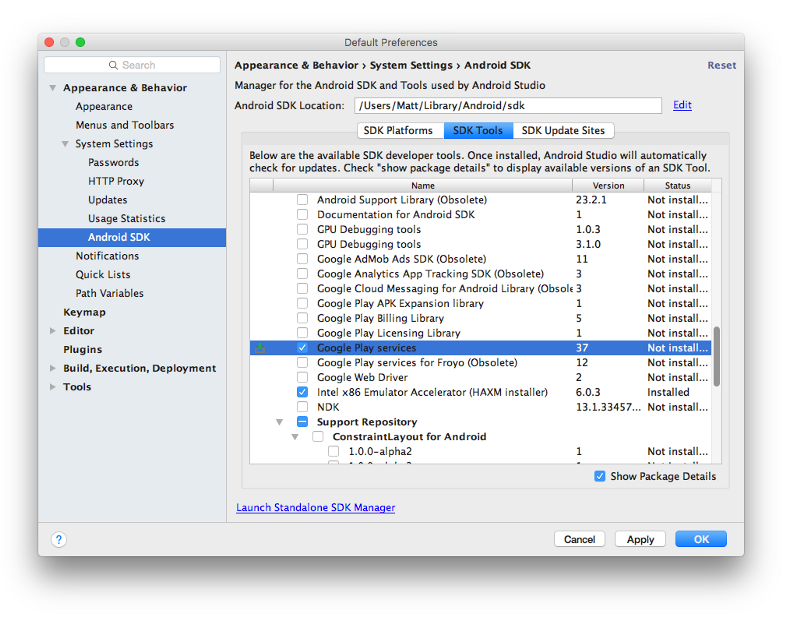 Default Preferences
Search
Appearance & Behavior
Appearance
Menus and Toolbars
System Settings
Passwords
HTTP Proxy
Updates
Usage Statistics
Android SDK
Notifications
Quick Lists
Path Variables
Keymap
Editor
Plugins
Build, Execution, Deployment
Tools
Appearance & Behavior › System Settings › Android SDK Reset
Manager for the Android SDK and Tools used by Android Studio
Android SDK Location: /Users/Matt/Library/Android/sdk Edit
SDK Platforms SDK Tools SDK Update Sites
Below are the available SDK developer tools. Once installed, Android Studio will automatically
check for updates. Check "show package details" to display available versions of an SDK Tool.
Name Version Status
Android Support Library (Obsolete) 23.2.1 Not install...
Documentation for Android SDK 1 Not install...
GPU Debugging tools 1.0.3 Not install...
GPU Debugging tools 3.1.0 Not install...
Google AdMob Ads SDK (Obsolete) 11 Not install...
Google Analytics App Tracking SDK (Obsolete) 3 Not install...
Google Cloud Messaging for Android Library (Obsole 3 Not install...
Google Play APK Expansion library 1 Not install...
Google Play Billing Library 5 Not install...
Google Play Licensing Library 1 Not install...
Google Play services 37 Not install...
Google Play services for Froyo (Obsolete) 12 Not install...
Google Web Driver 2 Not install...
Intel x86 Emulator Accelerator (HAXM installer) 6.0.3 Installed
NDK 13.1.33457... Not install...
Support Repository
ConstraintLayout for Android
1.0.0-alpha2 1 Not install...
Show Package Details
Launch Standalone SDK Manager
? Cancel Apply OK